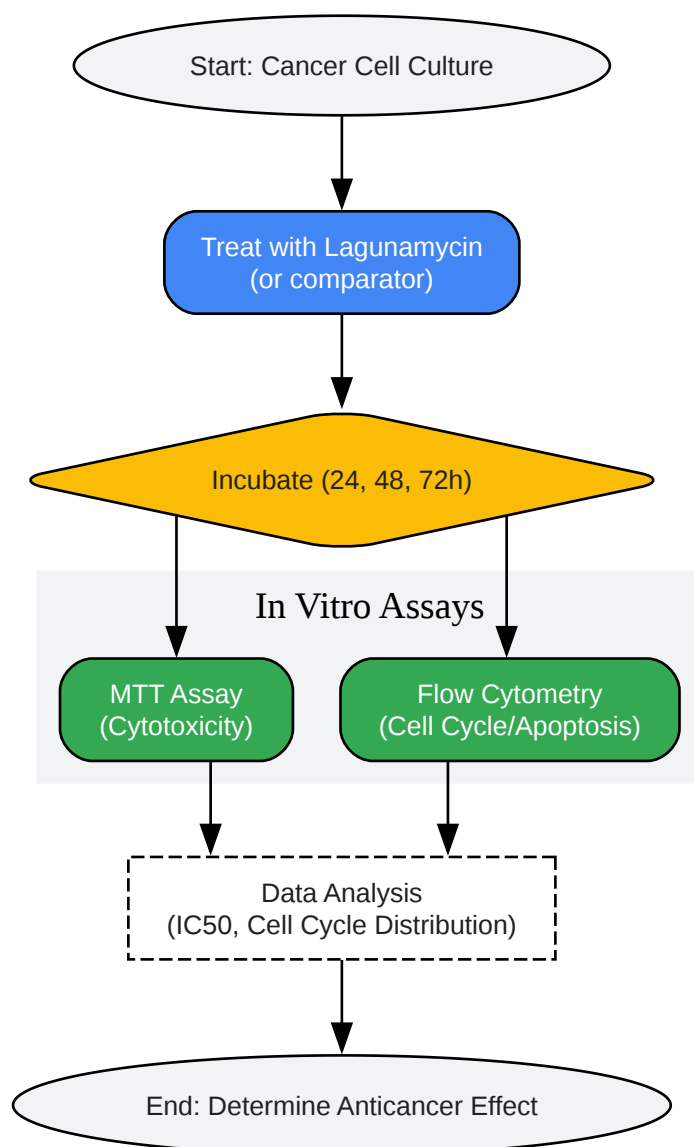 Start: Cancer Cell Culture
Treat with Lagunamycin
(or comparator)
Incubate (24, 48, 72h)
In Vitro Assays
MTT Assay
(Cytotoxicity)
Flow Cytometry
(Cell Cycle/Apoptosis)
Data Analysis
(IC50, Cell Cycle Distribution)
End: Determine Anticancer Effect